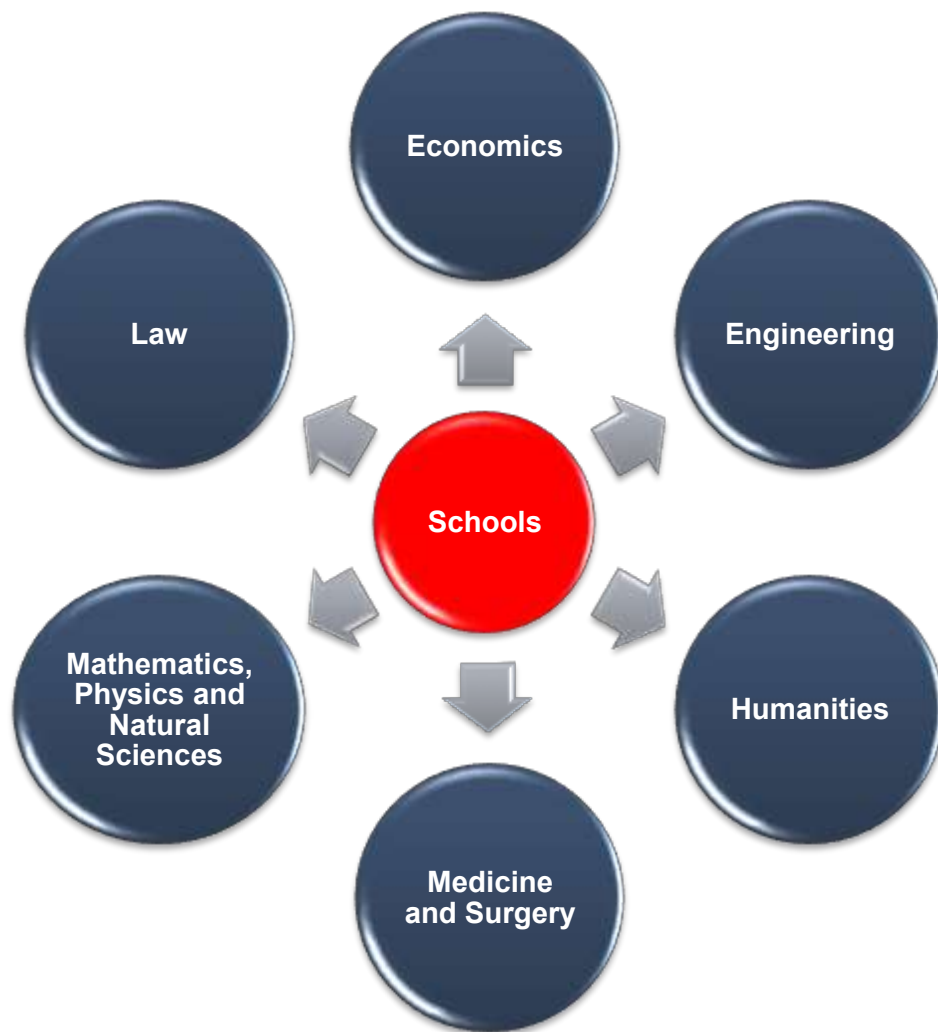 Economics
Law
Engineering
Schools
Mathematics,
Physics and
Natural
Sciences
Humanities
Medicine
and Surgery